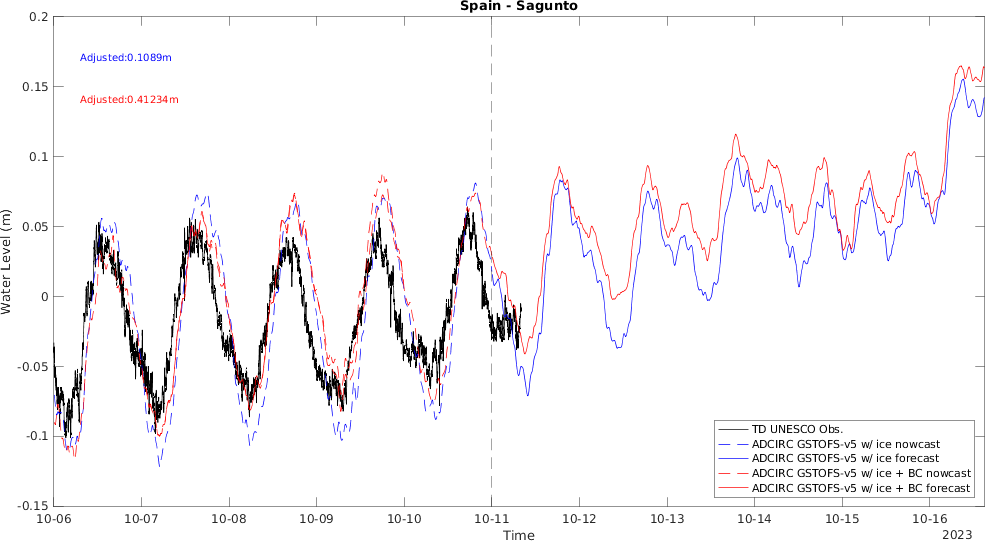 Spain - Sagunto
0.2
0.15
0.1
0.05
0
-0.05
-0.1
-0.15
Water Level (m)
Adjusted:0.1089m
Adjusted:0.41234m
TD UNESCO Obs.
ADCIRC GSTOFS-v5 w/ ice nowcast
ADCIRC GSTOFS-v5 w/ ice forecast
ADCIRC GSTOFS-v5 w/ ice + BC nowcast
ADCIRC GSTOFS-v5 w/ ice + BC forecast
10-06 10-07 10-08 10-09 10-10 10-11 10-12 10-13 10-14 10-15 10-16
Time
2023